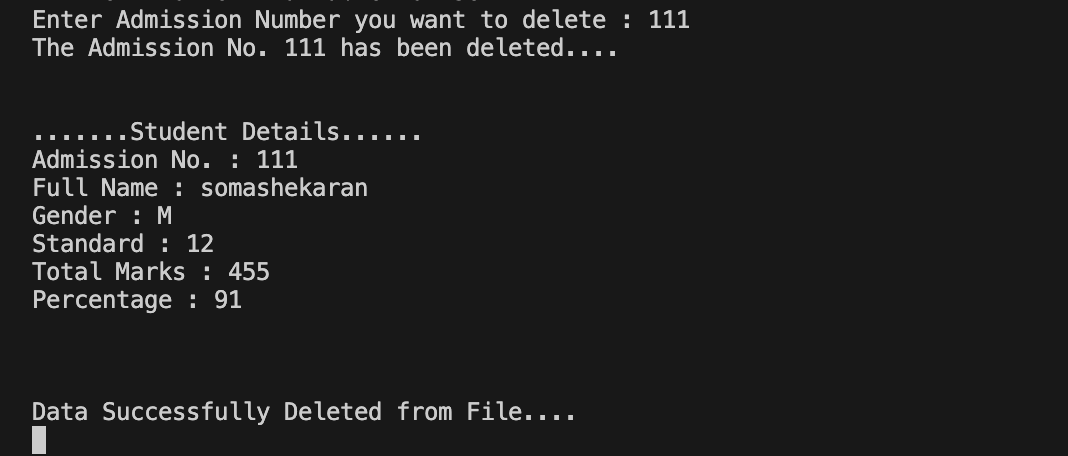 Enter Admission Number you want to delete : 111
The Admission No. 111 has been deleted....
.......Student Details......
Admission No. : 111
Full Name : somashekaran
Gender : M
Standard : 12
Total Marks : 455
Percentage : 91
Data Successfully Deleted from File....